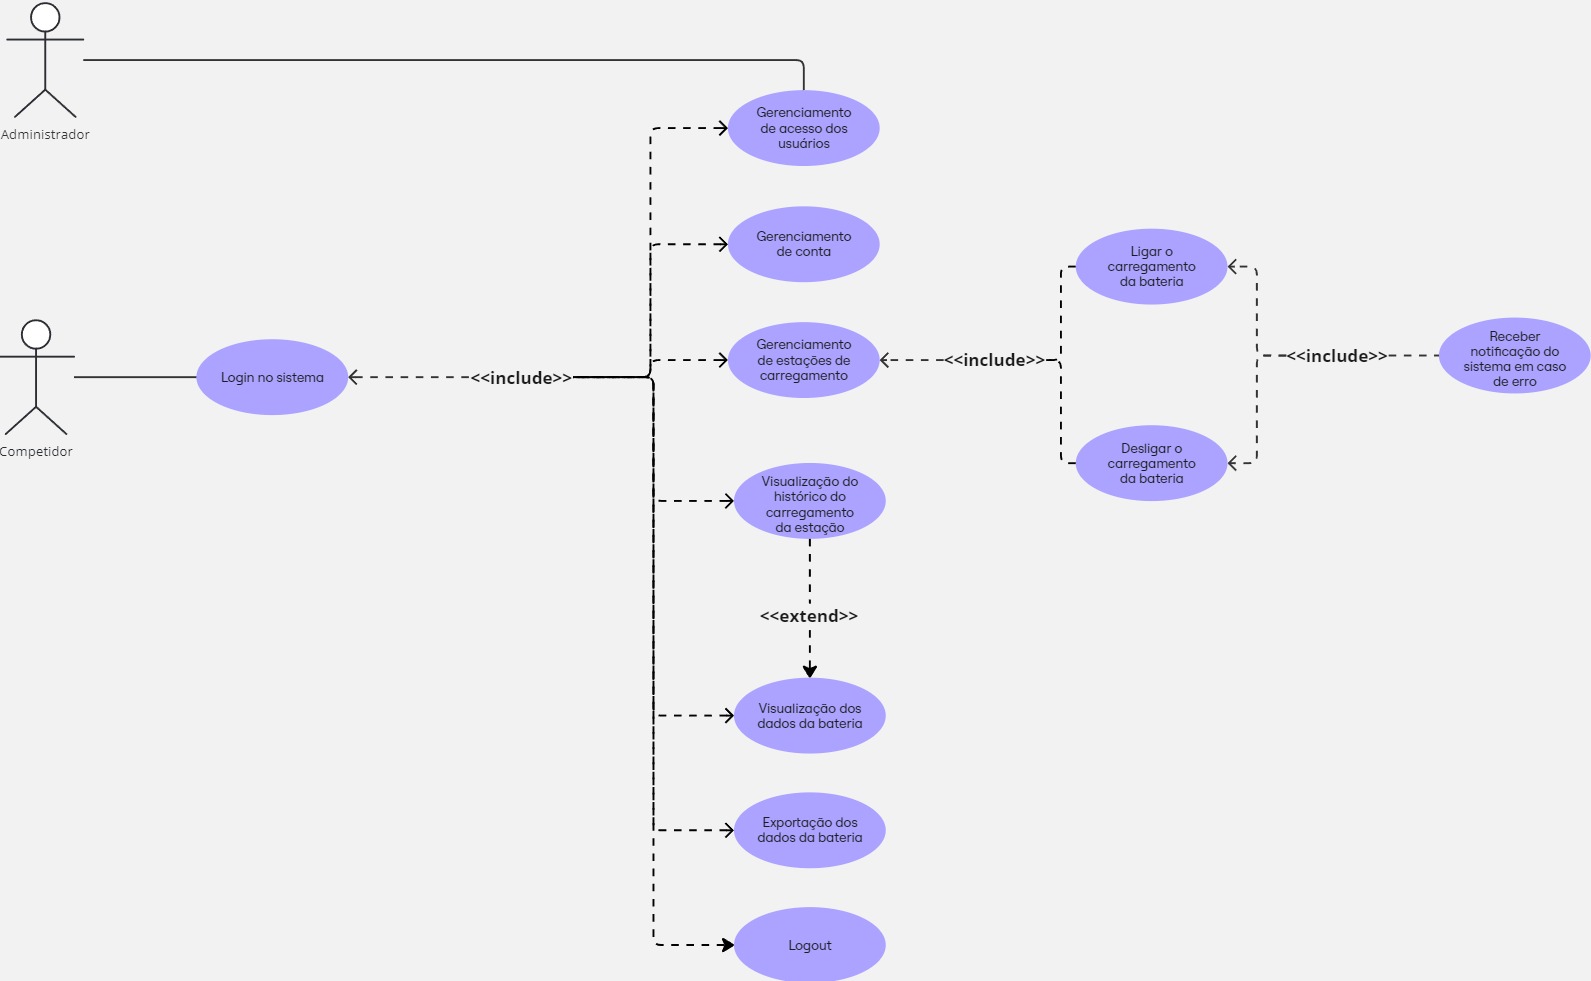 Administrador
Gerenciamento
de acesso dos
usuários
Gerenciamento
de conta
Gerenciamento
de estações de
carregamento
<<include>>
Ligar o
carregamento
da bateria
Desligar o
carregamento
da bateria
<<include>>
Receber
notificação do
sistema em caso
de erro
Competidor
Login no sistema
<<include>>
Visualização do
histórico do
carregamento
da estação
<<extend>>
Visualização dos
dados da bateria
Exportação dos
dados da bateria
Logout